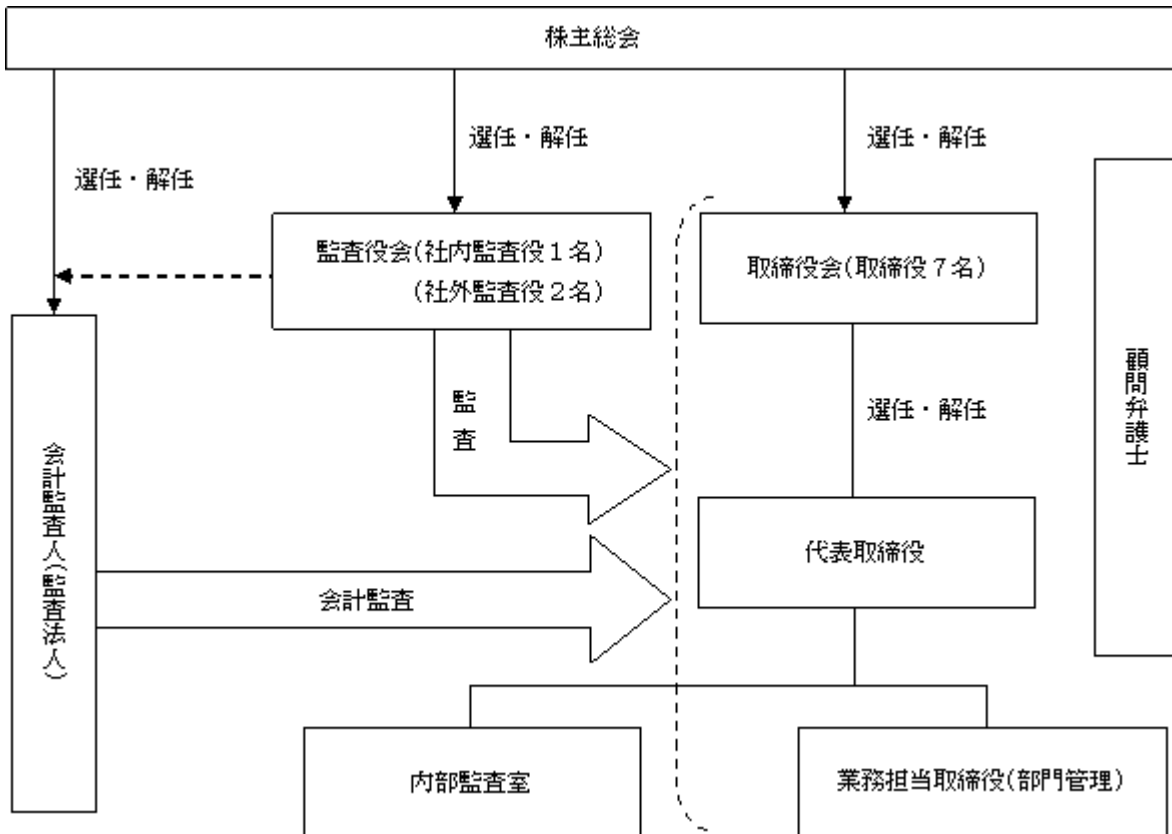 株主総会
選任・解任
選任・解任
選任・解任
監査役会(社内監査役１名)
(社外監査役２名)
取締役会(取締役７名)
顧問弁護士
監査
選任・解任
会計監査人(監査法人)
代表取締役
会計監査
内部監査室
業務担当取締役(部門管理)